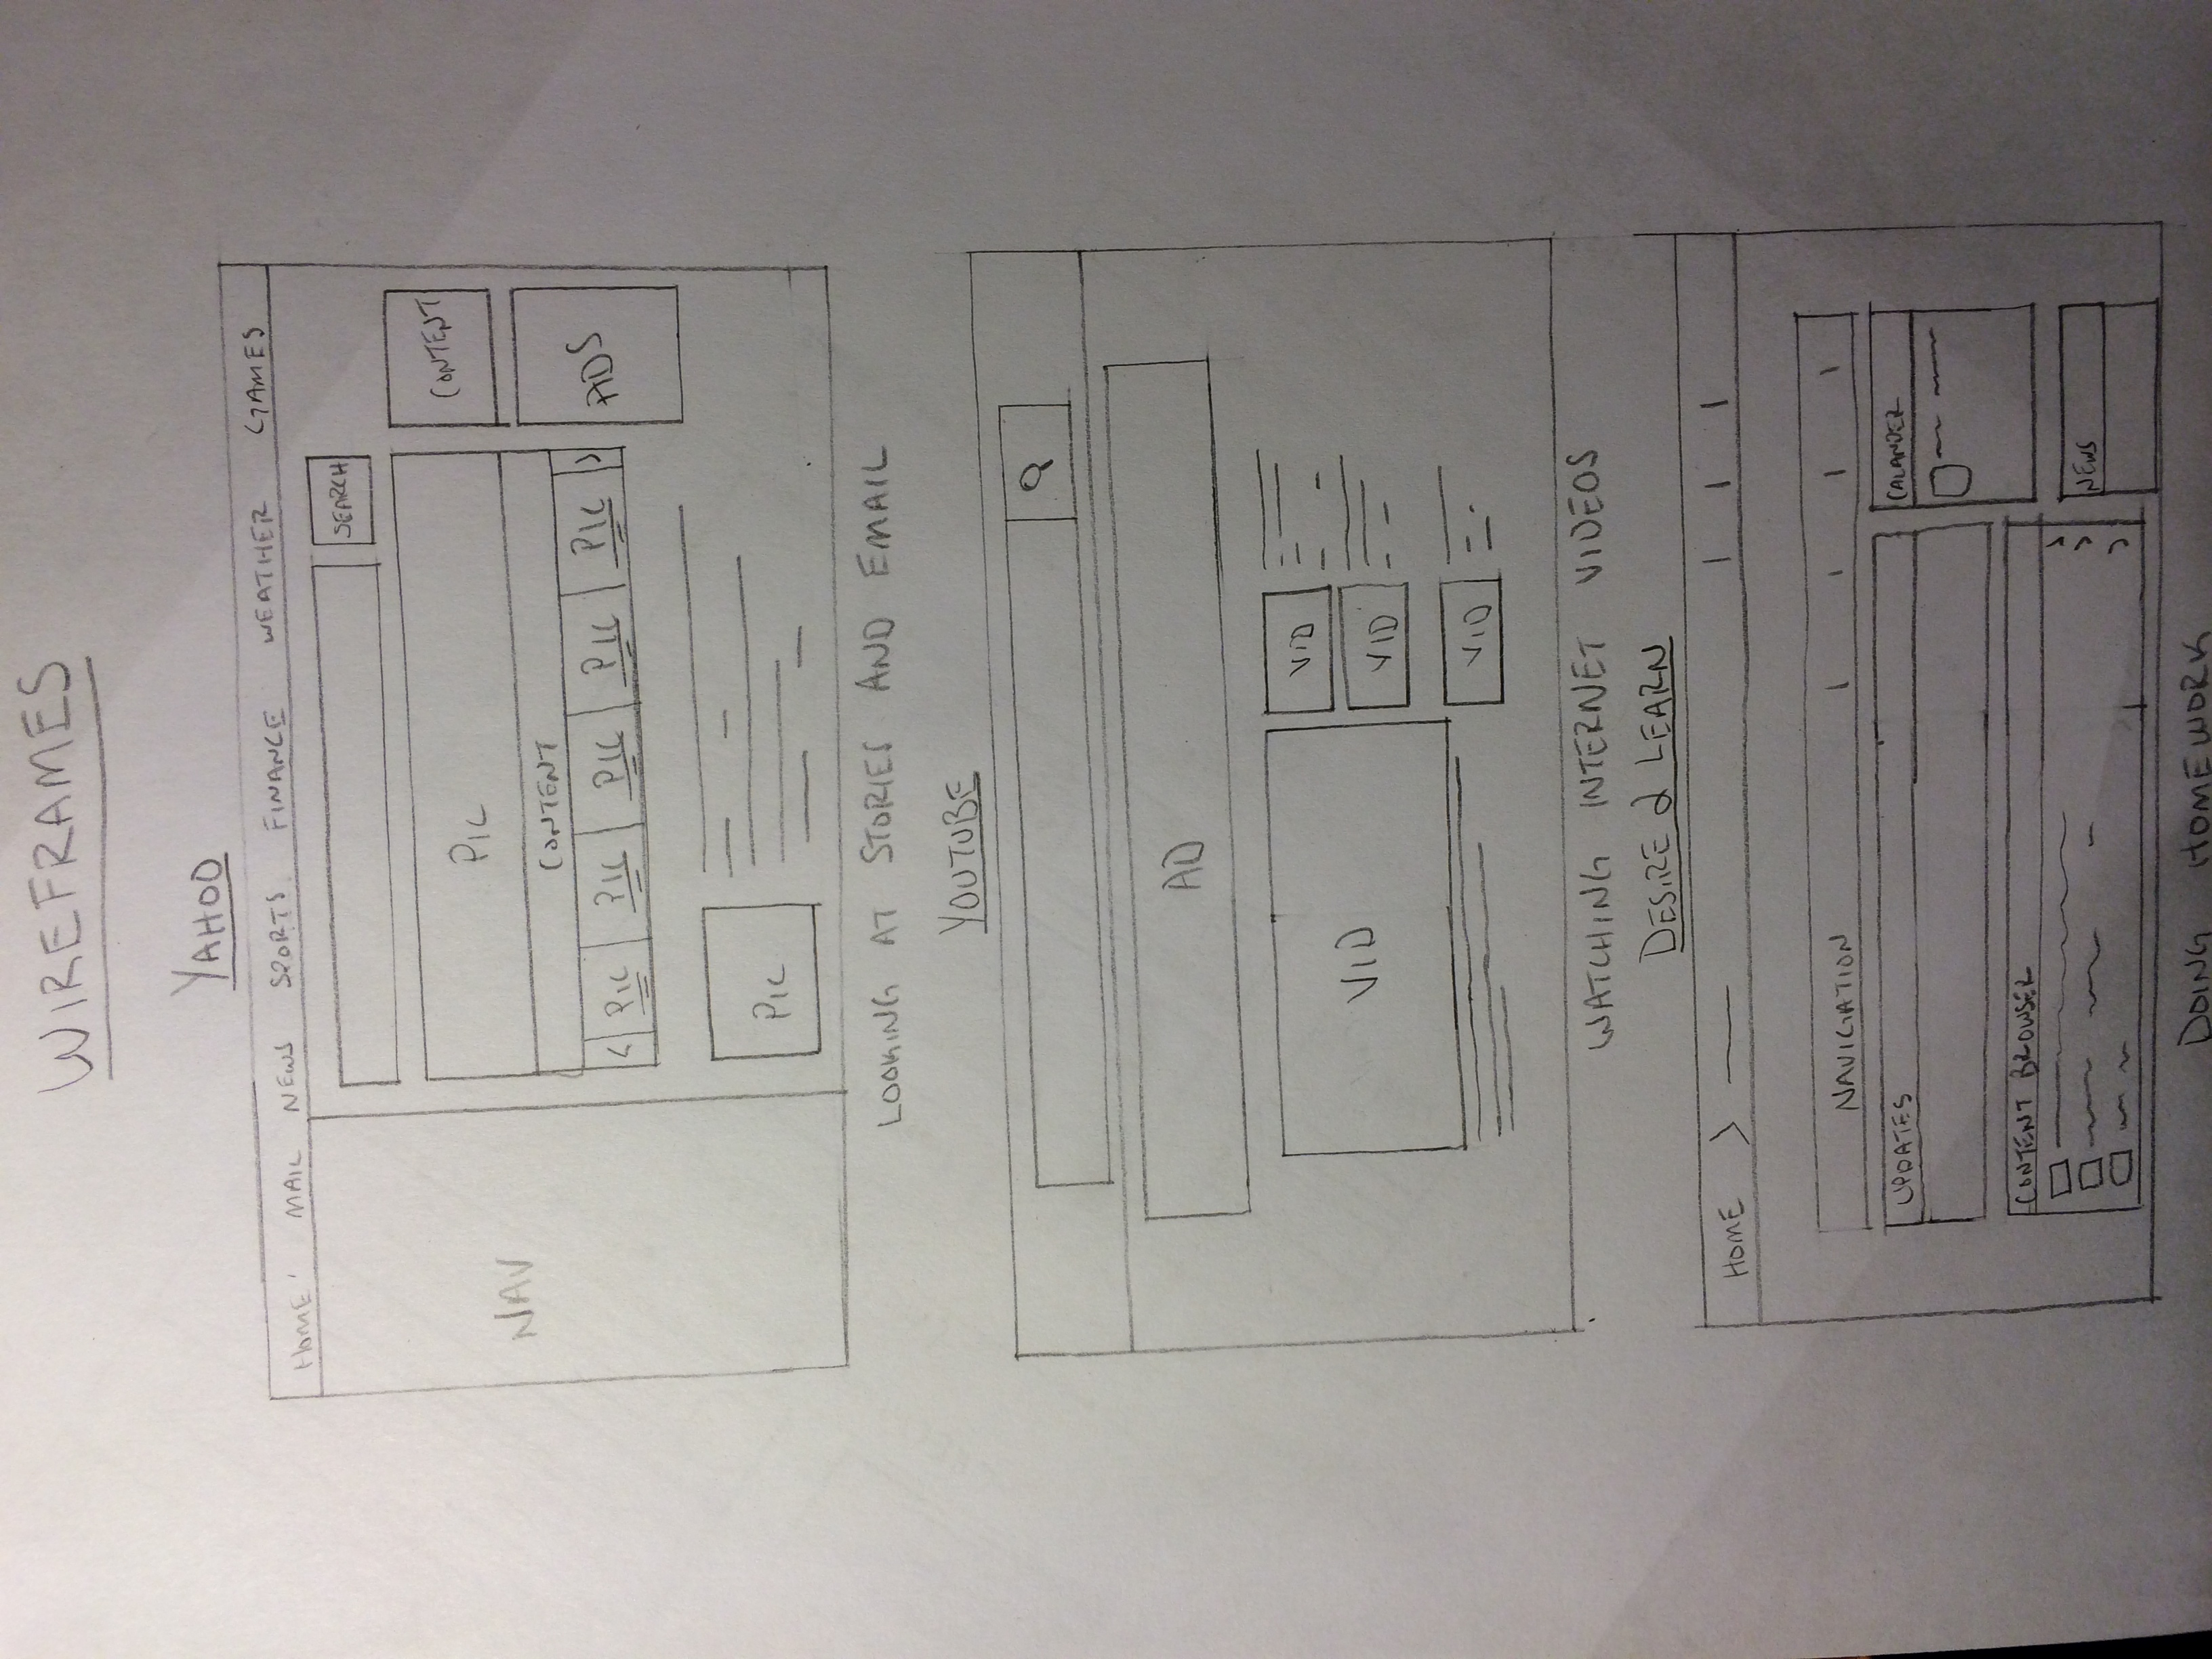 WIREFRAMES
YAHOO
HOME MAIL NEWS SPORTS FINANCE WEATHER GAMES
SEARCH
NAV
PIC
CONTENT
CONTENT
< PIC PIC PIC PIC PIC >
ADS
PIC
LOOKING AT STORIES AND EMAIL
YOUTUBE
AD
VID
VID
VID
VID
WATCHING INTERNET VIDEOS
DESIRE 2 LEARN
HOME >
NAVIGATION
UPDATES
CALANDER
CONTENT BROWSER
NEWS
DOING HOMEWORK